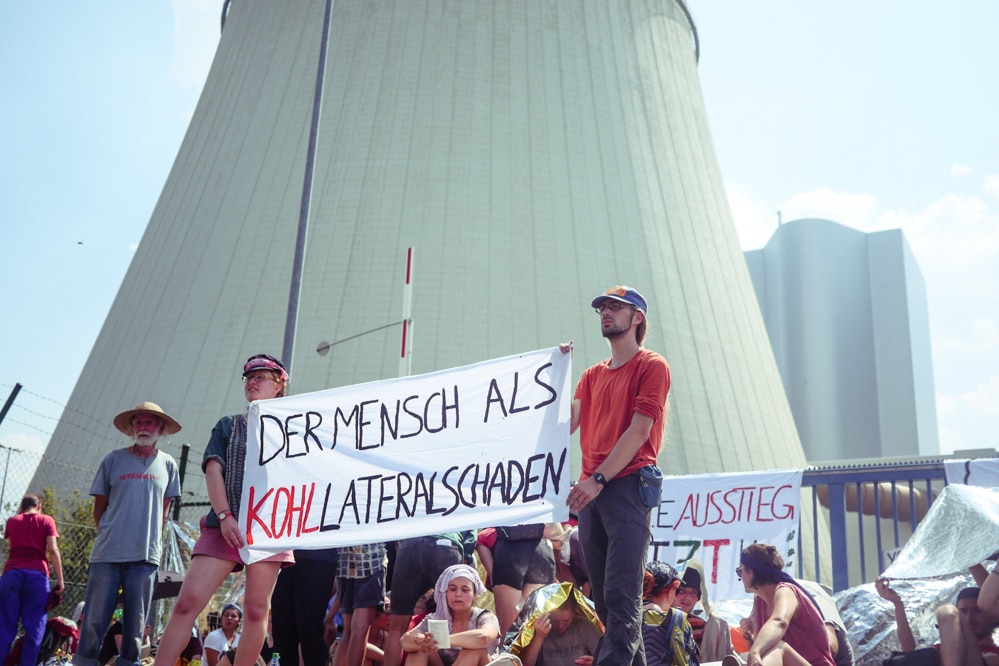 DER MENSCH ALS
KOHLLATERALSCHADEN
AUSSTIEG